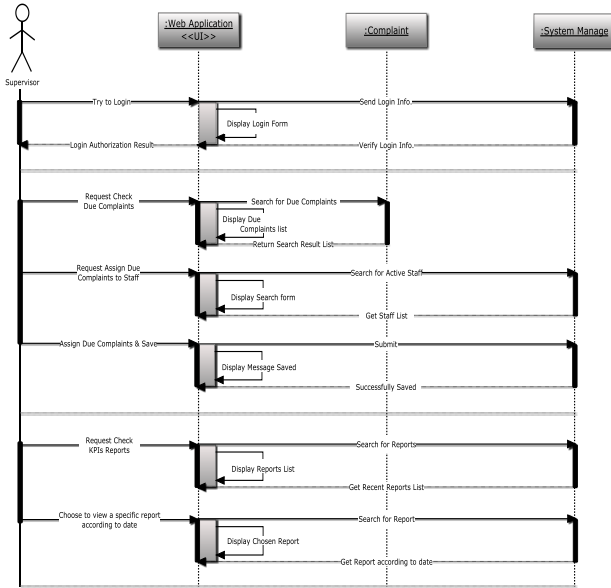 :Web Application
<<UI>>
:Complaint
:System Manage
Supervisor
Try to Login
Send Login Info.
Display Login Form
Login Authorization Result
Verify Login Info.
Request Check
Due Complaints
Search for Due Complaints
Display Due
Complaints list
Return Search Result List
Request Assign Due
Complaints to Staff
Search for Active Staff
Display Search form
Get Staff List
Assign Due Complaints & Save
Submit
Display Message Saved
Successfully Saved
Request Check
KPIs Reports
Search for Reports
Display Reports List
Get Recent Reports List
Choose to view a specific report
according to date
Search for Report
Display Chosen Report
Get Report according to date